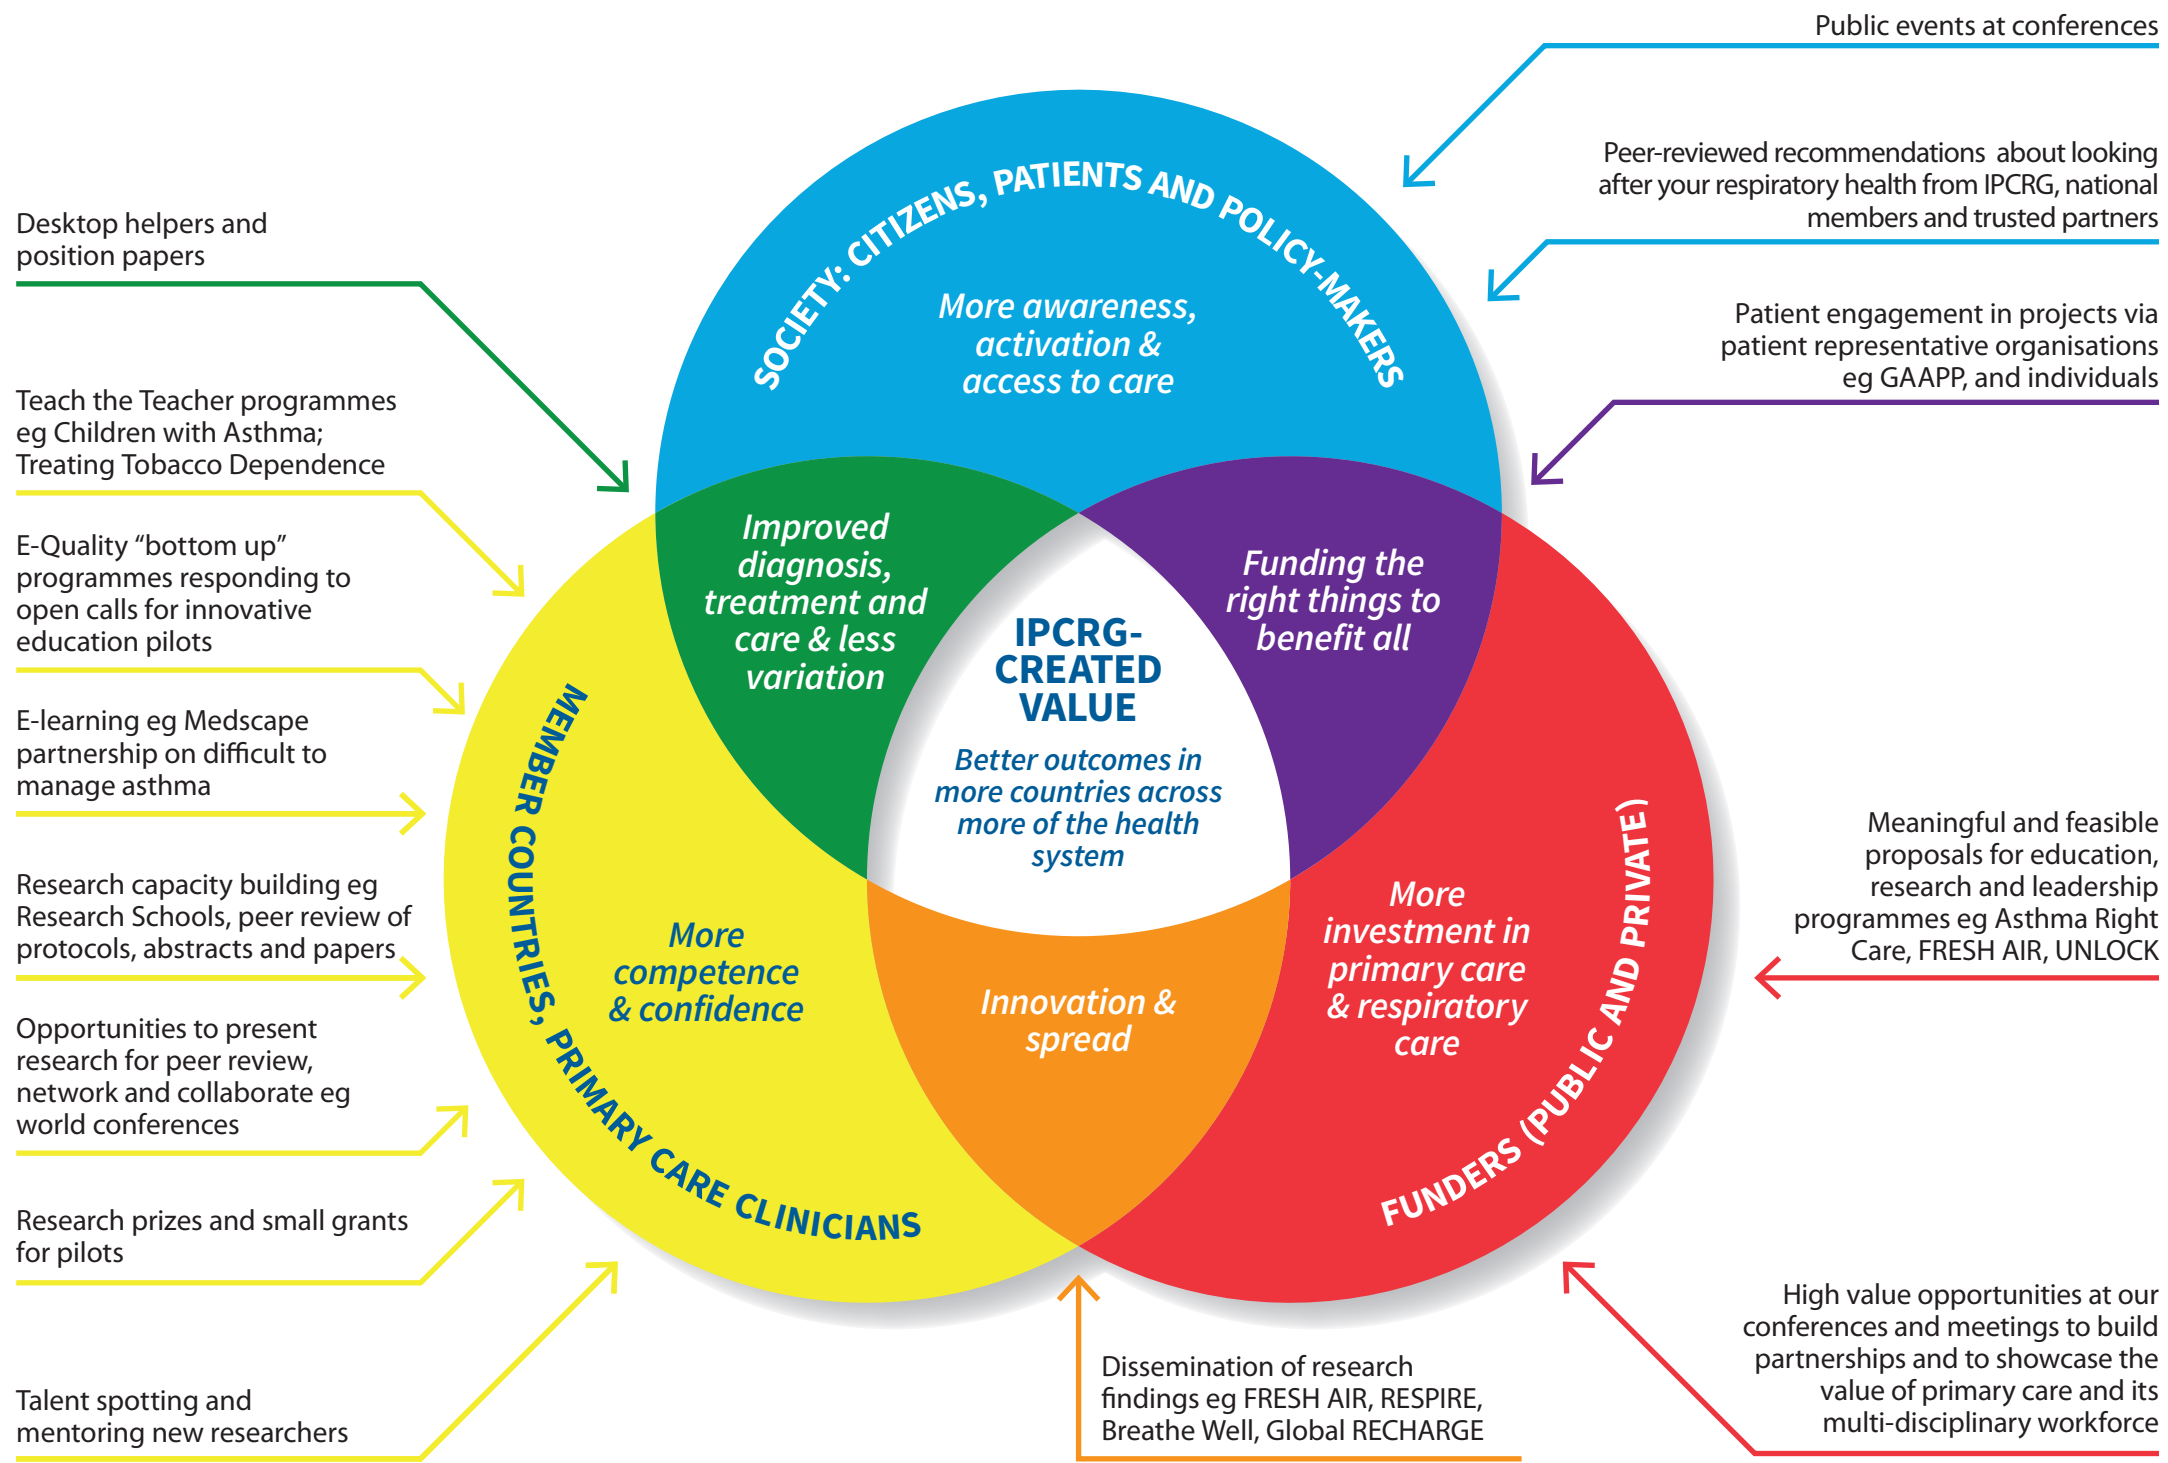 Public events at conferences
Peer-reviewed recommendations about looking
after your respiratory health from IPCRG, national
members and trusted partners
Patient engagement in projects via
patient representative organisations
eg GAAPP, and individuals
Desktop helpers and
position papers
Teach the Teacher programmes
eg Children with Asthma;
Treating Tobacco Dependence
E-Quality “bottom up”
programmes responding to
open calls for innovative
education pilots
E-learning eg Medscape
partnership on difficult to
manage asthma
Research capacity building eg
Research Schools, peer review of
protocols, abstracts and papers
Opportunities to present
research for peer review,
network and collaborate eg
world conferences
Research prizes and small grants
for pilots
Talent spotting and
mentoring new researchers
SOCIETY: CITIZENS, PATIENTS AND POLICY-MAKERS
More awareness,
activation &
access to care
Improved
diagnosis,
treatment and
care & less
variation
Funding the
right things to
benefit all
IPCRG-
CREATED
VALUE
Better outcomes in
more countries across
more of the health
system
MEMBER COUNTRIES, PRIMARY CARE CLINICIANS
More
competence
& confidence
Innovation &
spread
More
investment in
primary care
& respiratory
care
FUNDERS (PUBLIC AND PRIVATE)
Meaningful and feasible
proposals for education,
research and leadership
programmes eg Asthma Right
Care, FRESH AIR, UNLOCK
Dissemination of research
findings eg FRESH AIR, RESPIRE,
Breathe Well, Global RECHARGE
High value opportunities at our
conferences and meetings to build
partnerships and to showcase the
value of primary care and its
multi-disciplinary workforce